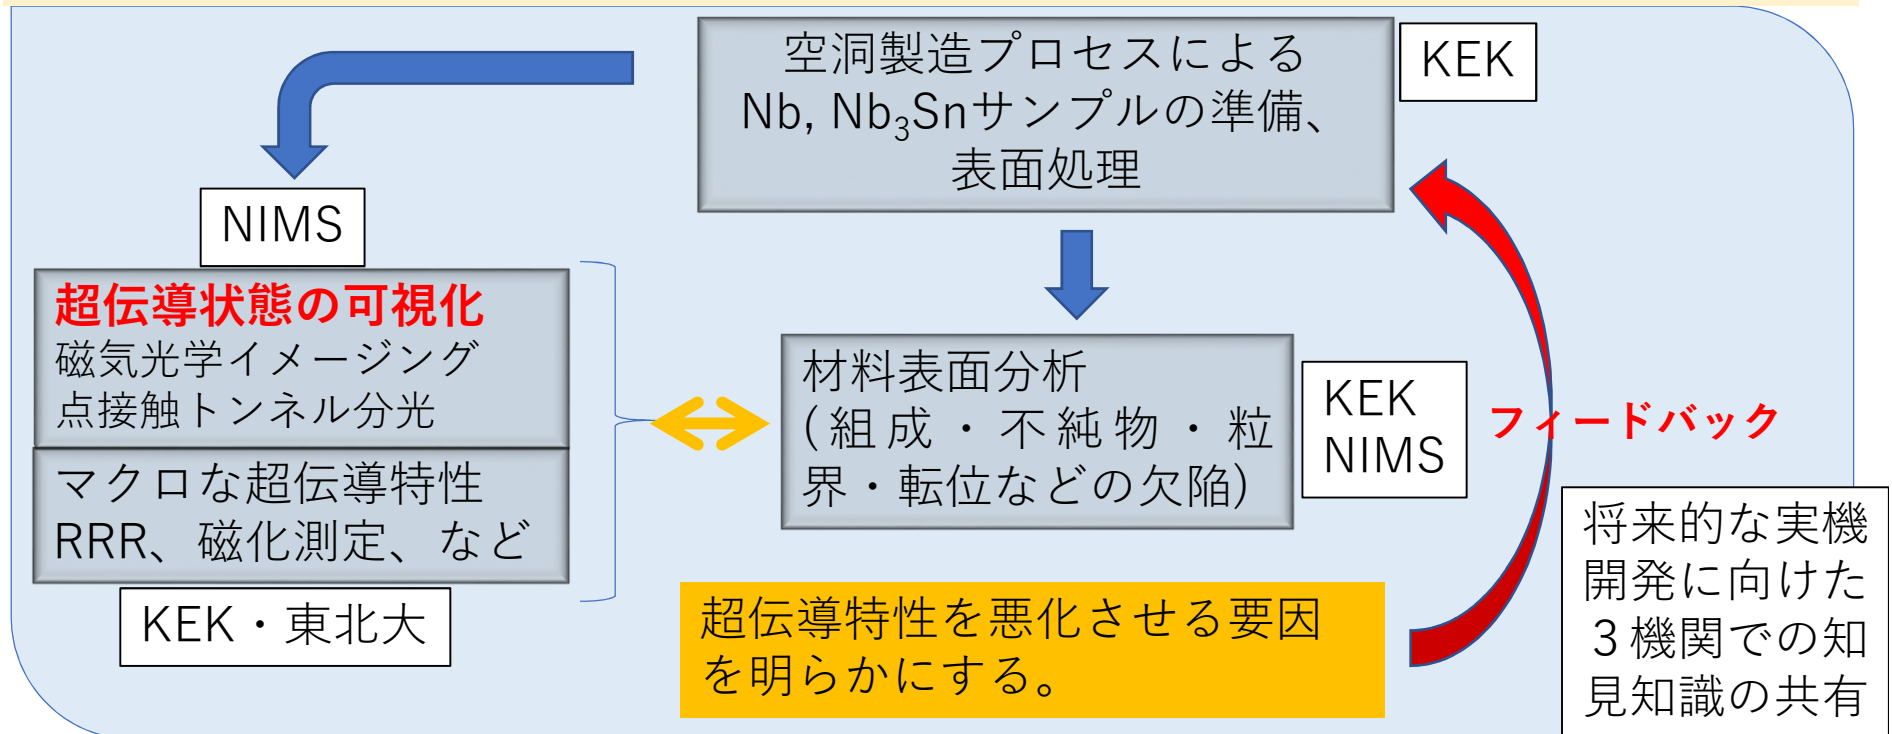 空洞製造プロセスによる
Nb, Nb₃Snサンプルの準備、
表面処理
KEK
NIMS
超伝導状態の可視化
磁気光学イメージング
点接触トンネル分光
マクロな超伝導特性
RRR、磁化測定、など
KEK・東北大
材料表面分析
(組成・不純物・粒
界・転位などの欠陥)
KEK
NIMS
フィードバック
超伝導特性を悪化させる要因
を明らかにする。
将来的な実機
開発に向けた
３機関での知
見知識の共有